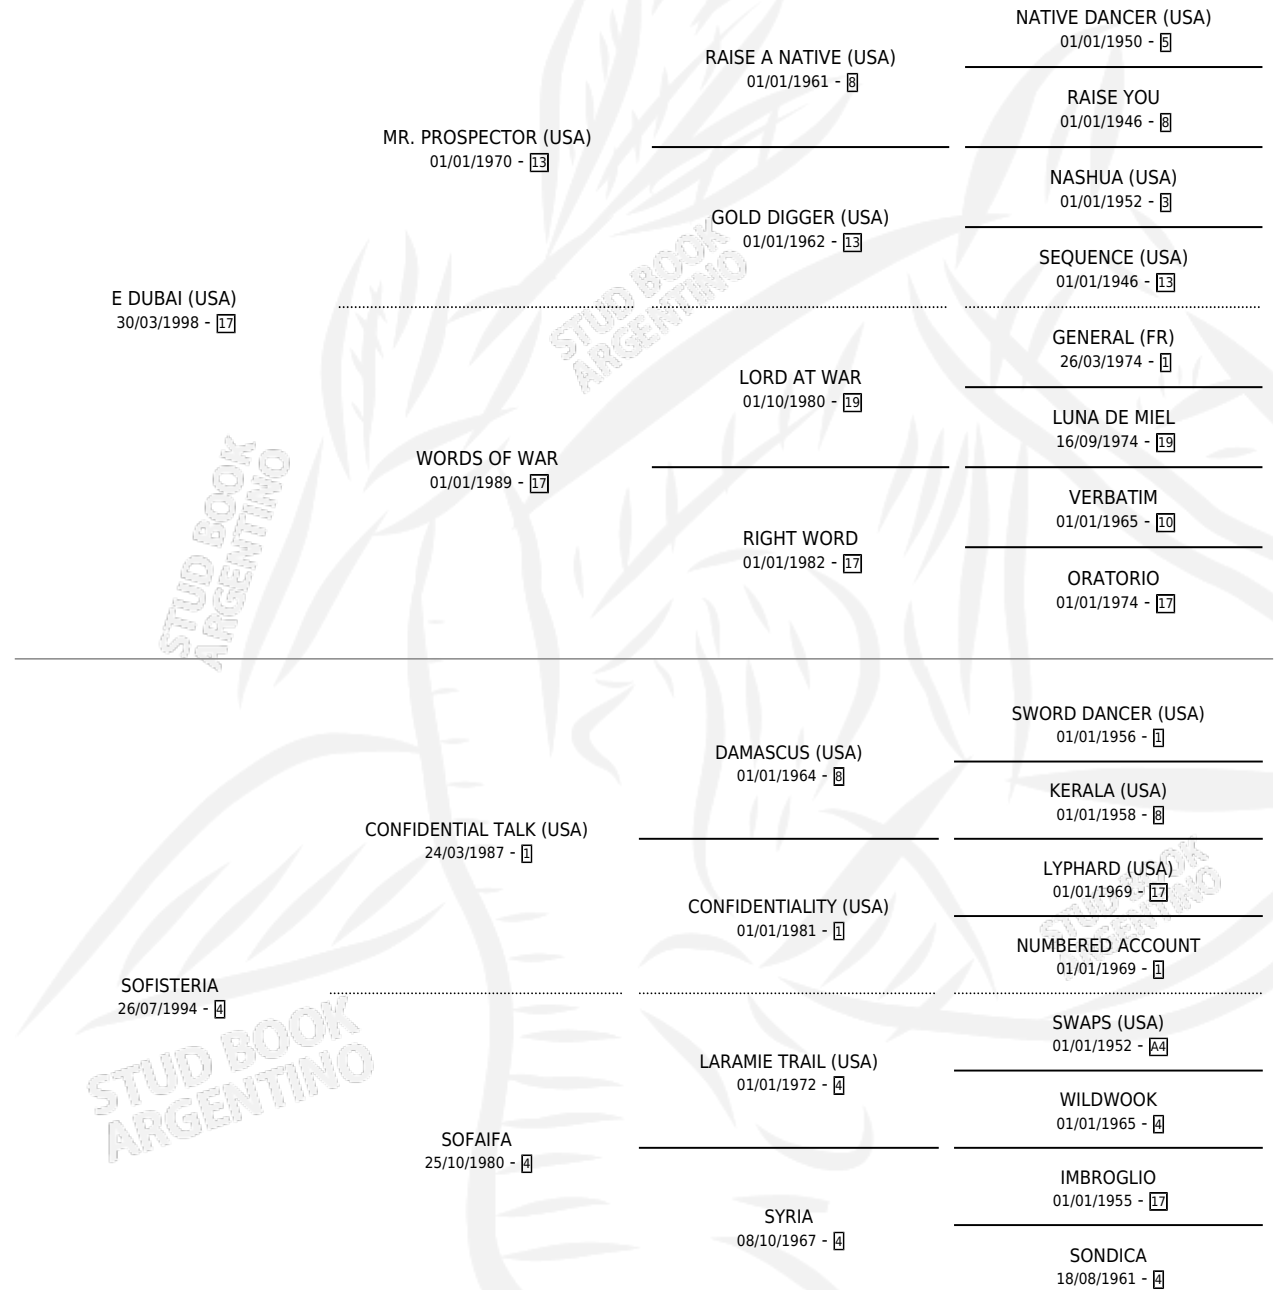 NATIVE DANCER (USA)
01/01/1950 - 5
RAISE A NATIVE (USA)
01/01/1961 - 8
RAISE YOU
01/01/1946 - 8
MR. PROSPECTOR (USA)
01/01/1970 - 13
NASHUA (USA)
01/01/1952 - 3
GOLD DIGGER (USA)
01/01/1962 - 13
SEQUENCE (USA)
01/01/1946 - 13
E DUBAI (USA)
30/03/1998 - 17
STUD BOOK
ARGENTINO
GENERAL (FR)
26/03/1974 - 1
LORD AT WAR
01/10/1980 - 19
LUNA DE MIEL
16/09/1974 - 19
WORDS OF WAR
01/01/1989 - 17
VERBATIM
01/01/1965 - 10
RIGHT WORD
01/01/1982 - 17
ORATORIO
01/01/1974 - 17
STUD BOOK
ARGENTINO
SWORD DANCER (USA)
01/01/1956 - 1
DAMASCUS (USA)
01/01/1964 - 8
KERALA (USA)
01/01/1958 - 8
CONFIDENTIAL TALK (USA)
24/03/1987 - 1
LYPHARD (USA)
01/01/1969 - 17
CONFIDENTIALITY (USA)
01/01/1981 - 1
NUMBERED ACCOUNT
01/01/1969 - 1
STUD BOOK
ARGENTINO
SOFISTERIA
26/07/1994 - 4
SWAPS (USA)
01/01/1952 - A4
LARAMIE TRAIL (USA)
01/01/1972 - 4
WILDWOOK
01/01/1965 - 4
STUD BOOK
ARGENTINO
SOFAIFA
25/10/1980 - 4
IMBROGLIO
01/01/1955 - 17
SYRIA
08/10/1967 - 4
SONDICA
18/08/1961 - 4